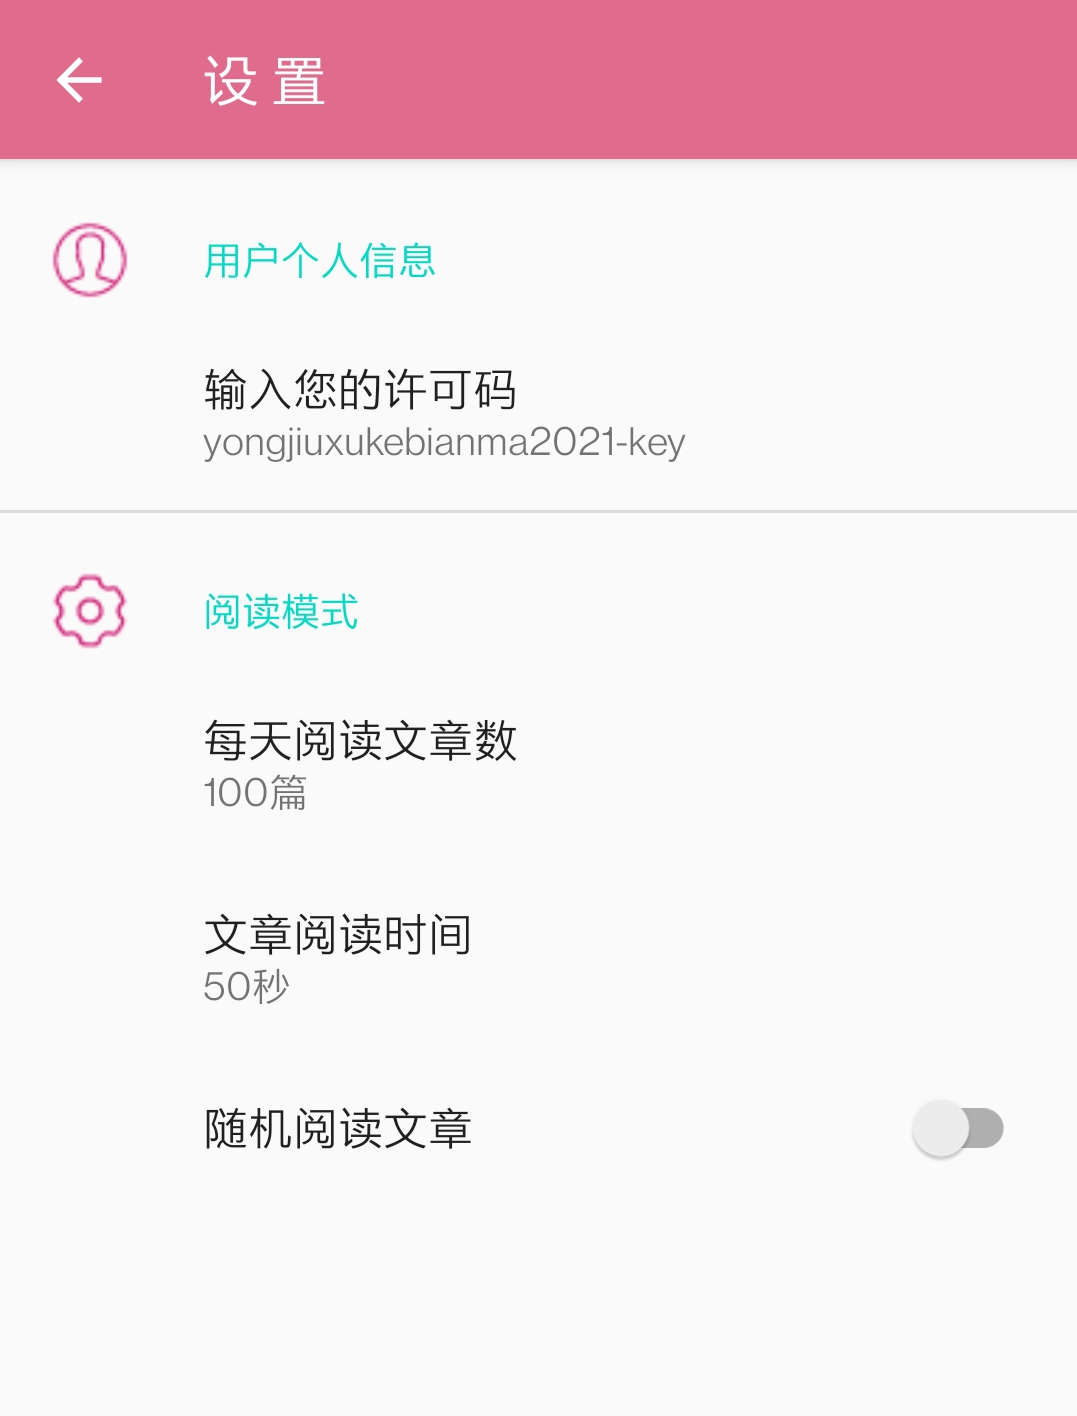 设置
用户个人信息
输入您的许可码
yongjiuxukebianma2021-key
阅读模式
每天阅读文章数
100篇
文章阅读时间
50秒
随机阅读文章